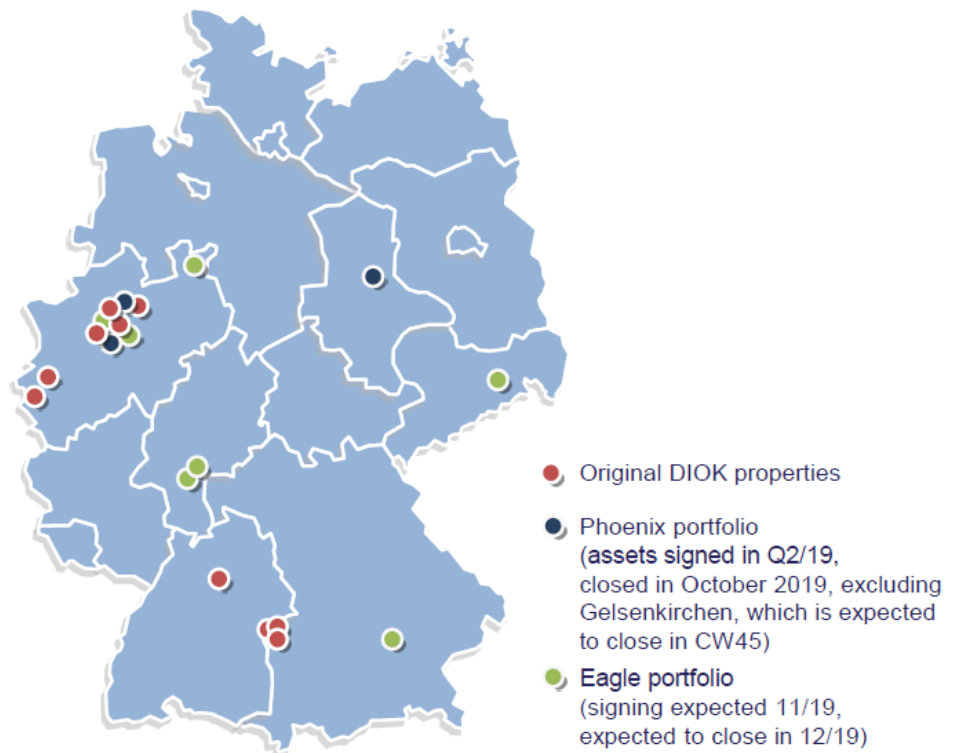 Original DIOK properties
Phoenix portfolio
(assets signed in Q2/19,
closed in October 2019, excluding
Gelsenkirchen, which is expected
to close in CW45)
Eagle portfolio
(signing expected 11/19,
expected to close in 12/19)